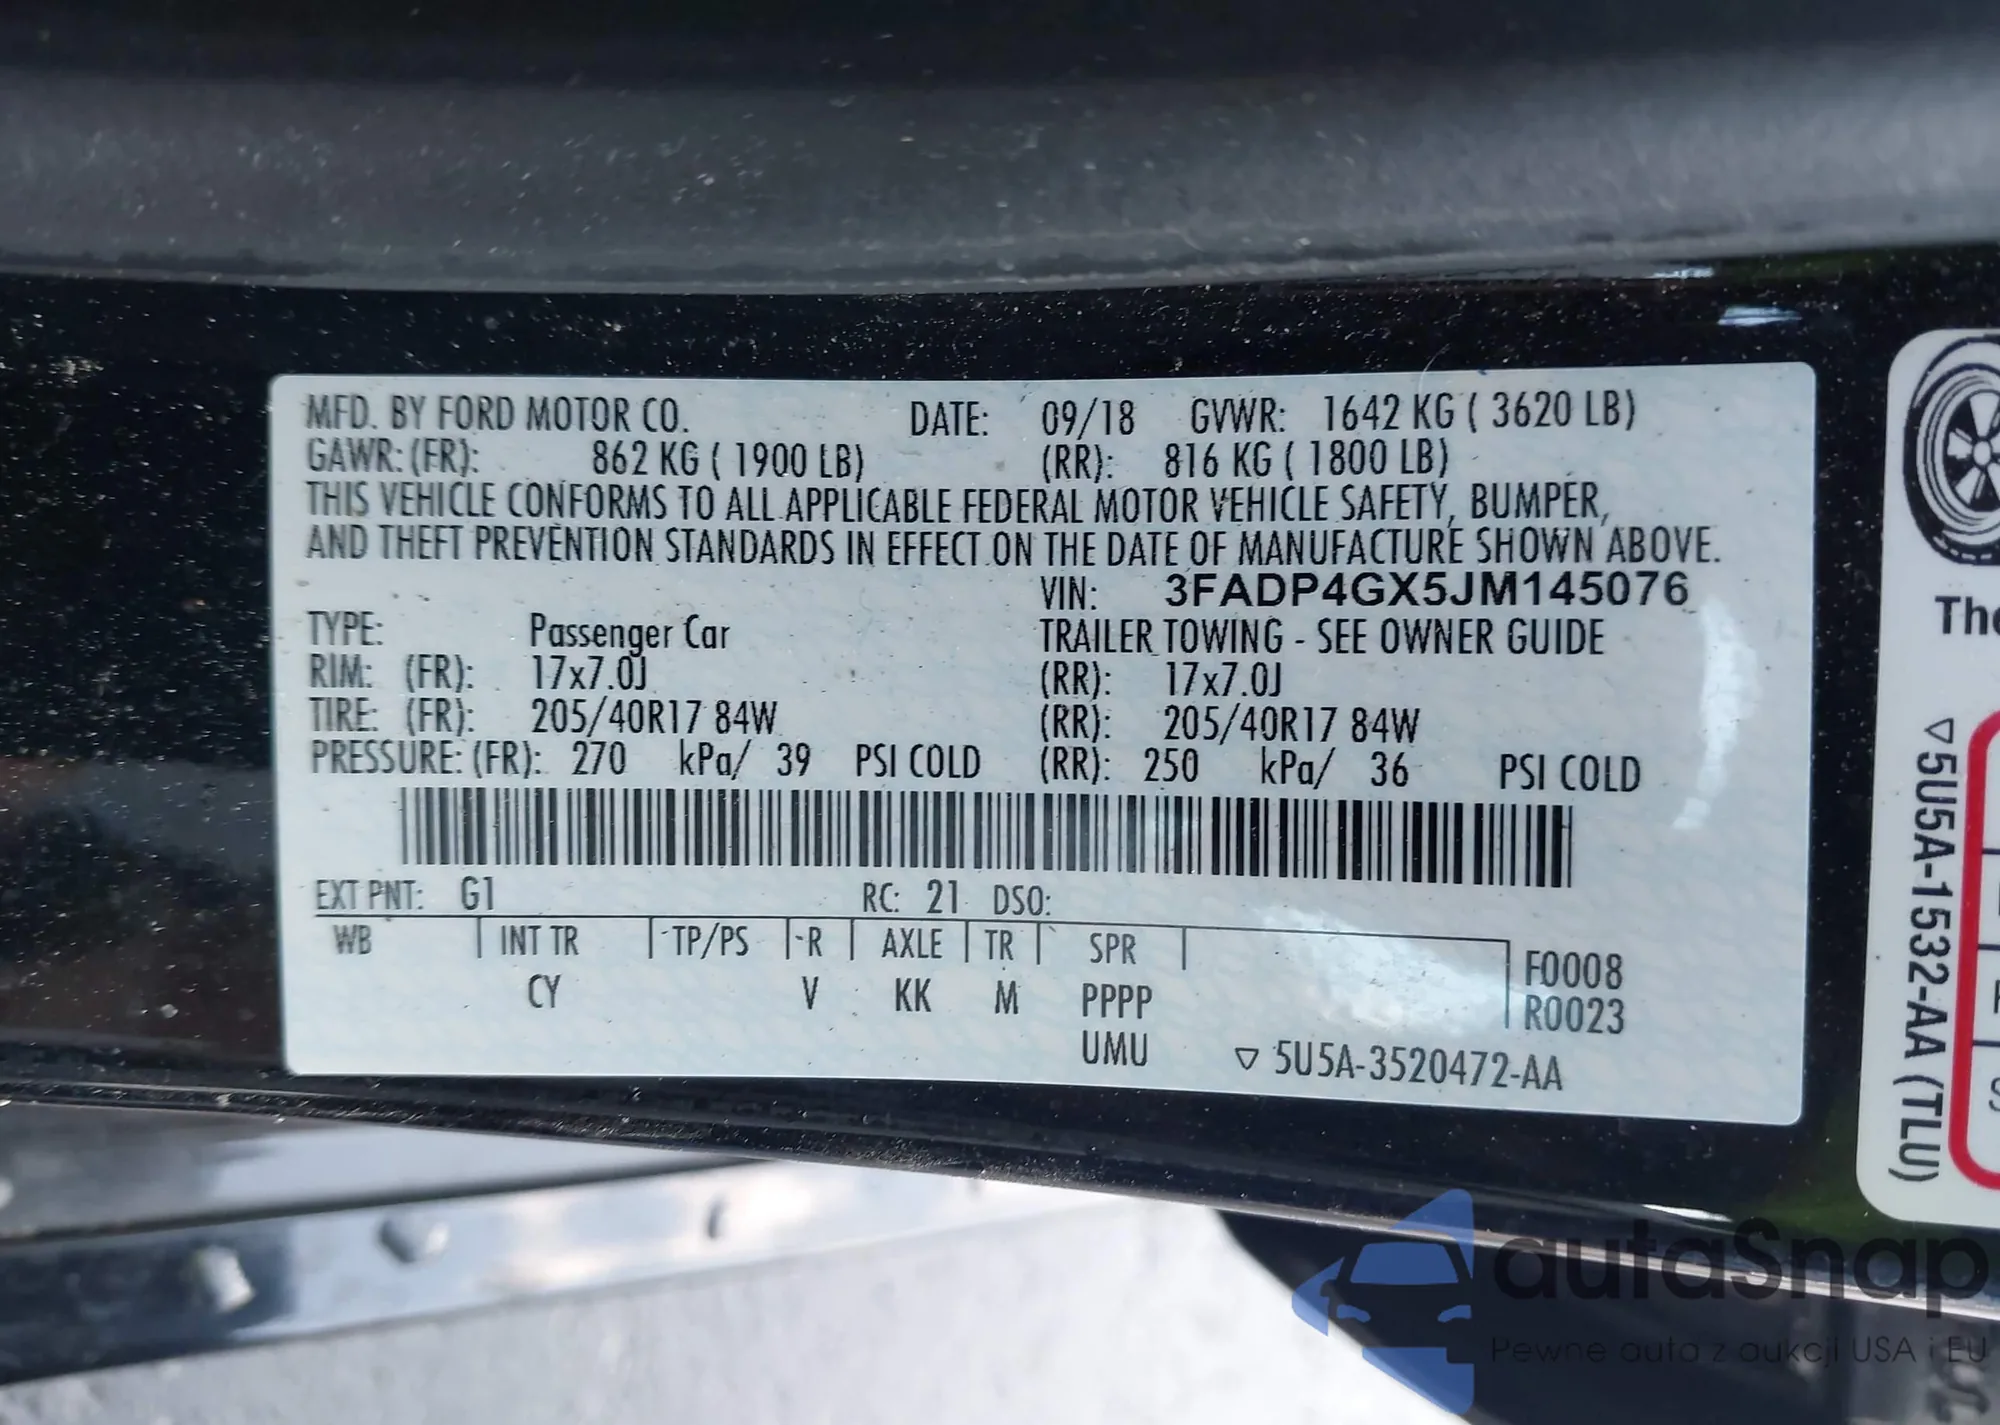 MFD. BY FORD MOTOR CO. DATE: 09/18 GVWR: 1642 KG ( 3620 LB)
GAWR: (FR): 862 KG ( 1900 LB) (RR): 816 KG ( 1800 LB)
THIS VEHICLE CONFORMS TO ALL APPLICABLE FEDERAL MOTOR VEHICLE SAFETY, BUMPER,
AND THEFT PREVENTION STANDARDS IN EFFECT ON THE DATE OF MANUFACTURE SHOWN ABOVE.
VIN: 3FADP4GX5JM145076
TYPE: Passenger Car TRAILER TOWING - SEE OWNER GUIDE
RIM: (FR): 17x7.0J (RR): 17x7.0J
TIRE: (FR): 205/40R17 84W (RR): 205/40R17 84W
PRESSURE: (FR): 270 kPa/ 39 PSI COLD (RR): 250 kPa/ 36 PSI COLD
EXT PNT: G1 RC: 21 DSO:
WB INT TR TP/PS R AXLE TR SPR F0008
CY V KK M PPPP R0023
UMU ▽ 5U5A-3520472-AA
The
▽5U5A-1532-AA (TLU)
autaSnap
Pewne auta z aukcji USA i EU